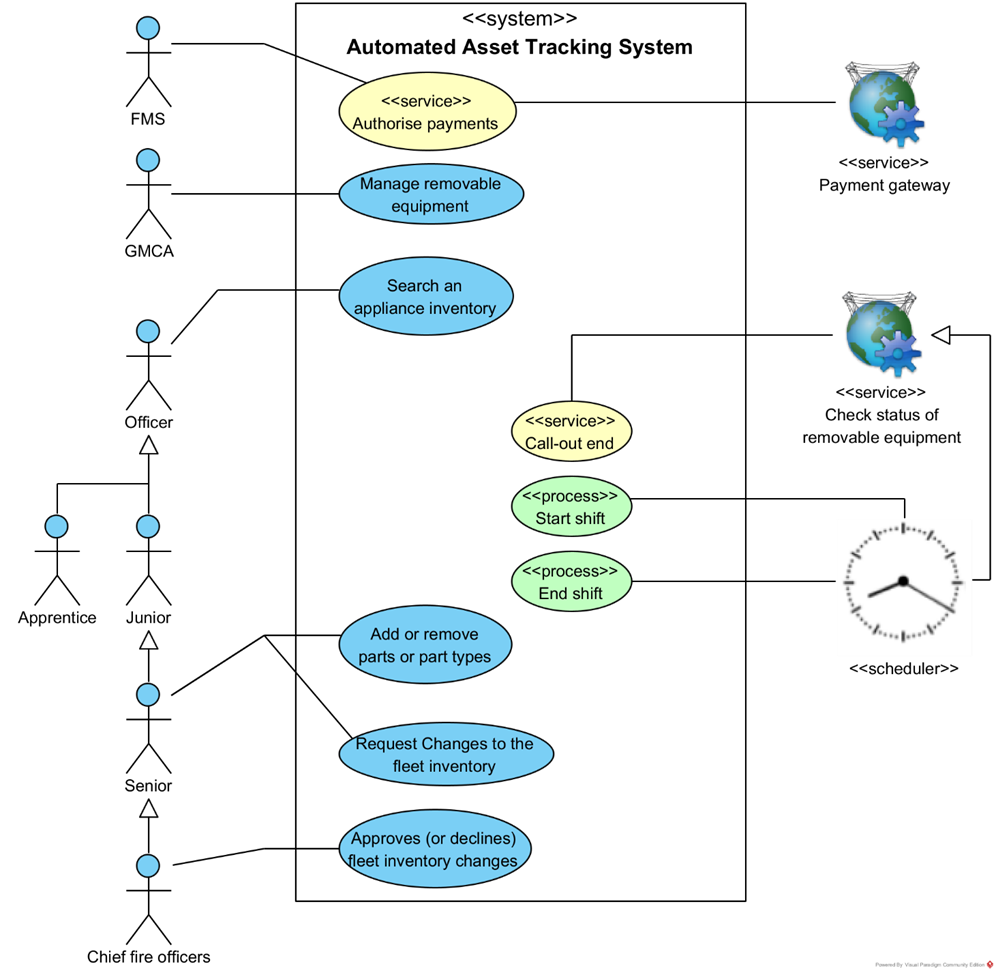 <<system>>
Automated Asset Tracking System
FMS
<<service>>
Authorise payments
<<service>>
Payment gateway
GMCA
Manage removable
equipment
Search an
appliance inventory
Officer
<<service>>
Check status of
removable equipment
<<service>>
Call-out end
<<process>>
Start shift
<<process>>
End shift
<<scheduler>>
Apprentice
Junior
Add or remove
parts or part types
Senior
Request Changes to the
fleet inventory
Approves (or declines)
fleet inventory changes
Chief fire officers
Powered By Visual Paradigm Community Edition